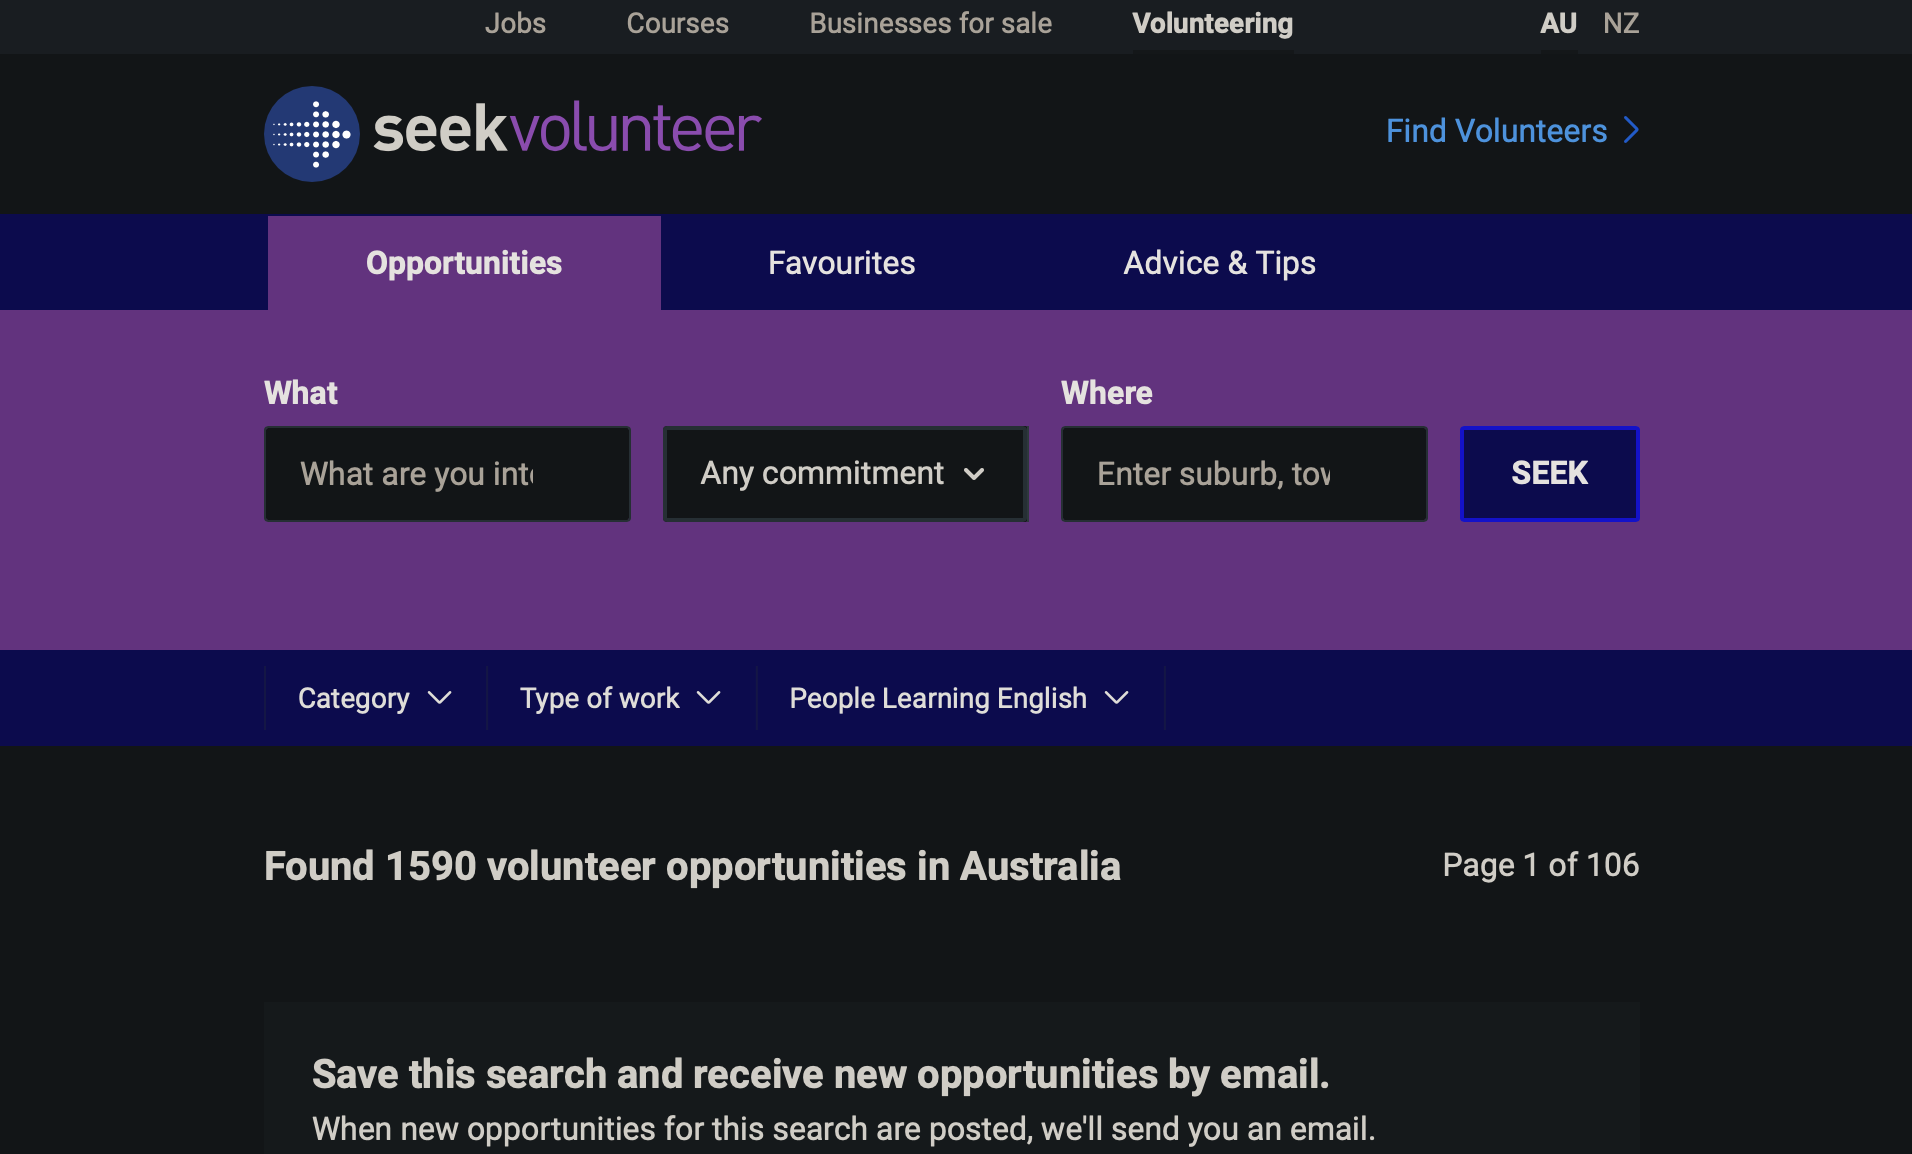 Jobs Courses Businesses for sale Volunteering AU NZ
seekvolunteer
Find Volunteers
Opportunities Favourites Advice & Tips
What Where
What are you int Any commitment Enter suburb, to SEEK
Category Type of work People Learning English
Found 1590 volunteer opportunities in Australia Page 1 of 106
Save this search and receive new opportunities by email.
When new opportunities for this search are posted, we'll send you an email.